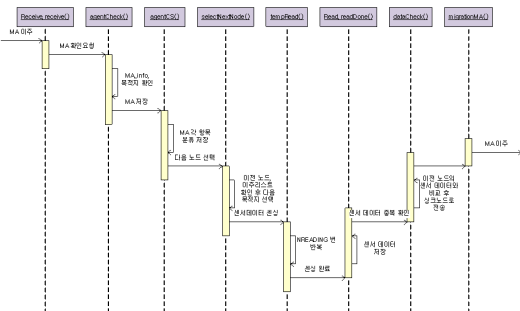 Receive.receive()
agentCheck()
agentCS()
selectNextNode()
tempRead()
Read.readDone()
dataCheck()
migrationMA()
MA 이주
MA 확인요청
MA,info,
목적지 확인
MA 저장
MA 각 항목
분류 저장
다음 노드 선택
이전 노드,
이주리스트
확인 후 다음
목적지 선택
센서데이터 센싱
NREADING 번
반복
센싱 완료
센서 데이터
저장
센서 데이터 중복 확인
이전 노드의
센서 데이터와
비교 후
싱크노드로
전송
MA 이주